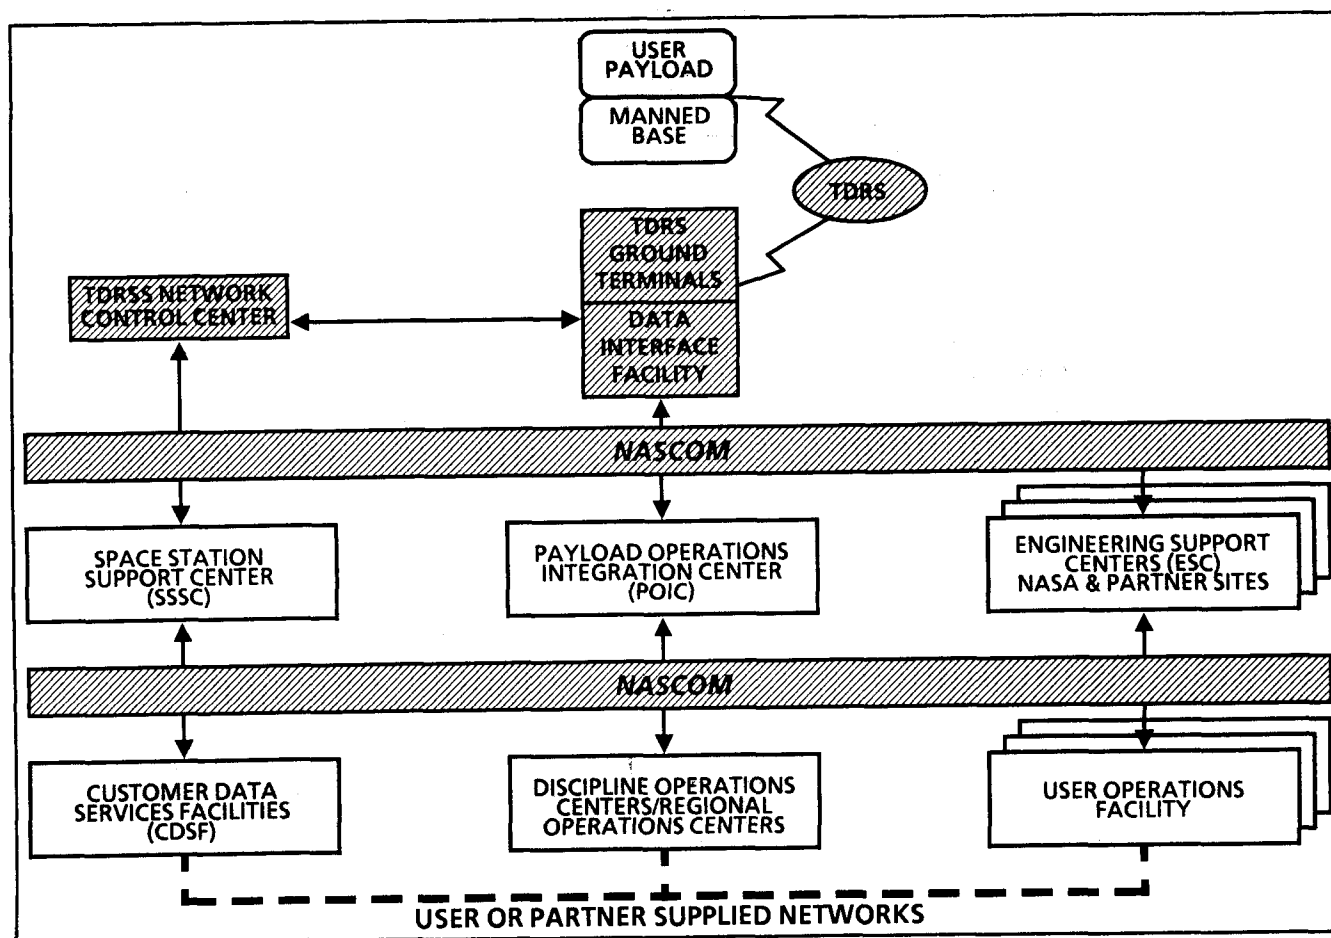 USER
PAYLOAD
MANNED
BASE
TDRS
TDRS
GROUND
TERMINALS
TDRSS NETWORK
CONTROL CENTER
DATA
INTERFACE
FACILITY
NASCOM
SPACE STATION
SUPPORT CENTER
(SSSC)
PAYLOAD OPERATIONS
INTEGRATION CENTER
(POIC)
ENGINEERING SUPPORT
CENTERS (ESC)
NASA & PARTNER SITES
NASCOM
CUSTOMER DATA
SERVICES FACILITIES
(CDSF)
DISCIPLINE OPERATIONS
CENTERS/REGIONAL
OPERATIONS CENTERS
USER OPERATIONS
FACILITY
USER OR PARTNER SUPPLIED NETWORKS